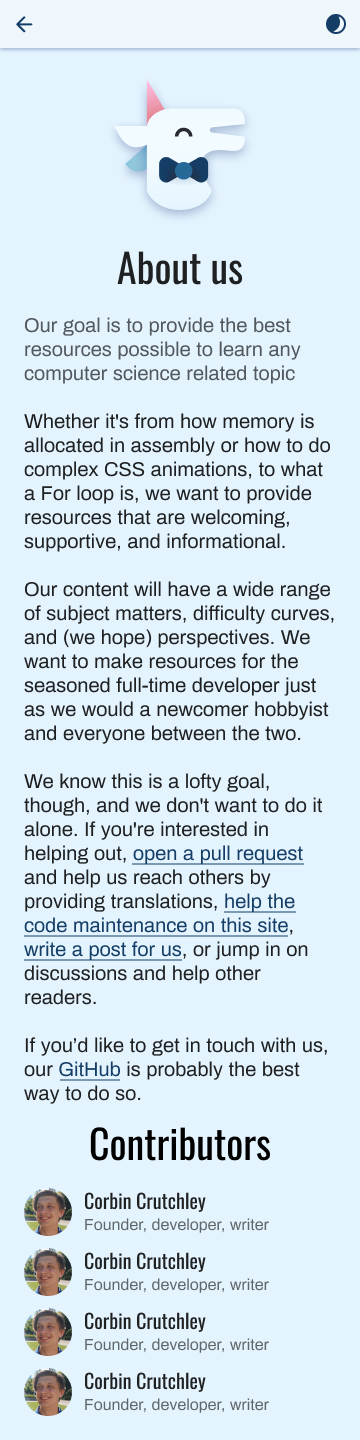 About us
Our goal is to provide the best
resources possible to learn any
computer science related topic
Whether it's from how memory is
allocated in assembly or how to do
complex CSS animations, to what
a For loop is, we want to provide
resources that are welcoming,
supportive, and informational.
Our content will have a wide range
of subject matters, difficulty curves,
and (we hope) perspectives. We
want to make resources for the
seasoned full-time developer just
as we would a newcomer hobbyist
and everyone between the two.
We know this is a lofty goal,
though, and we don't want to do it
alone. If you're interested in
helping out, open a pull request
and help us reach others by
providing translations, help the
code maintenance on this site,
write a post for us, or jump in on
discussions and help other
readers.
If you’d like to get in touch with us,
our GitHub is probably the best
way to do so.
Contributors
Corbin Crutchley
Founder, developer, writer
Corbin Crutchley
Founder, developer, writer
Corbin Crutchley
Founder, developer, writer
Corbin Crutchley
Founder, developer, writer